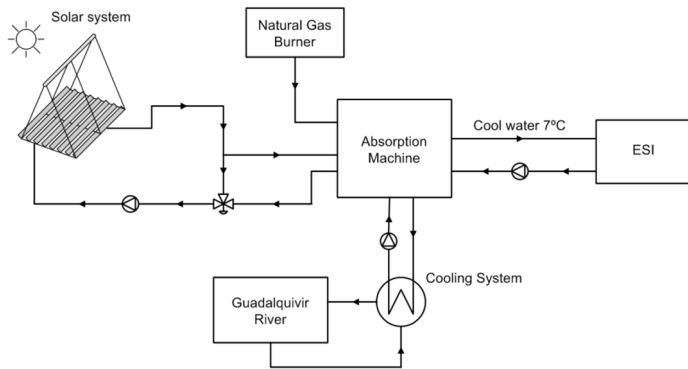 Solar system
Natural Gas
Burner
Absorption
Machine
Cool water 7ºC
ESI
Cooling System
Guadalquivir
River